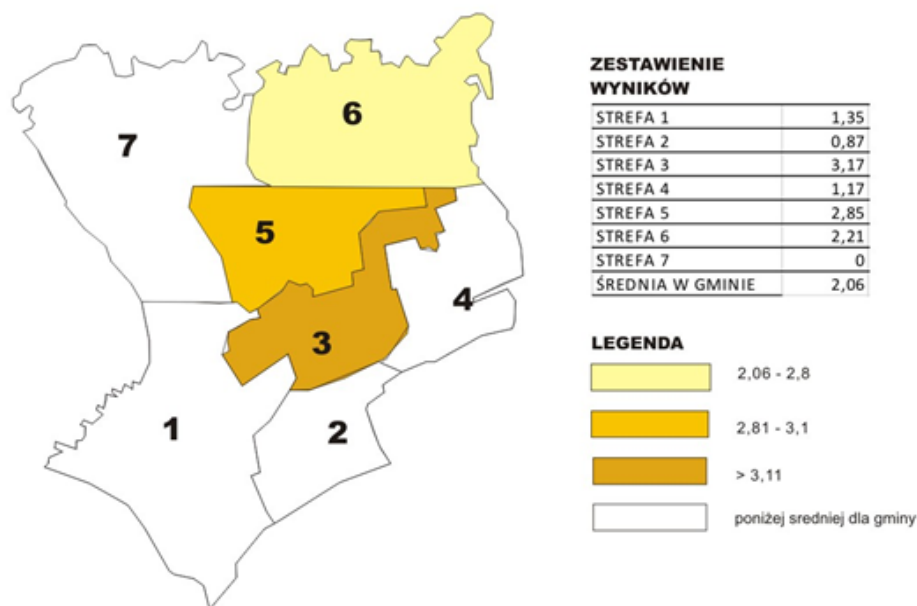 6
7
5
4
3
1
2
ZESTAWIENIE
WYNIKÓW
STREFA 1 1,35
STREFA 2 0,87
STREFA 3 3,17
STREFA 4 1,17
STREFA 5 2,85
STREFA 6 2,21
STREFA 7 0
ŚREDNIA W GMINIE 2,06
LEGENDA
2,06 - 2,8
2,81 - 3,1
> 3,11
poniżej sredniej dla gminy